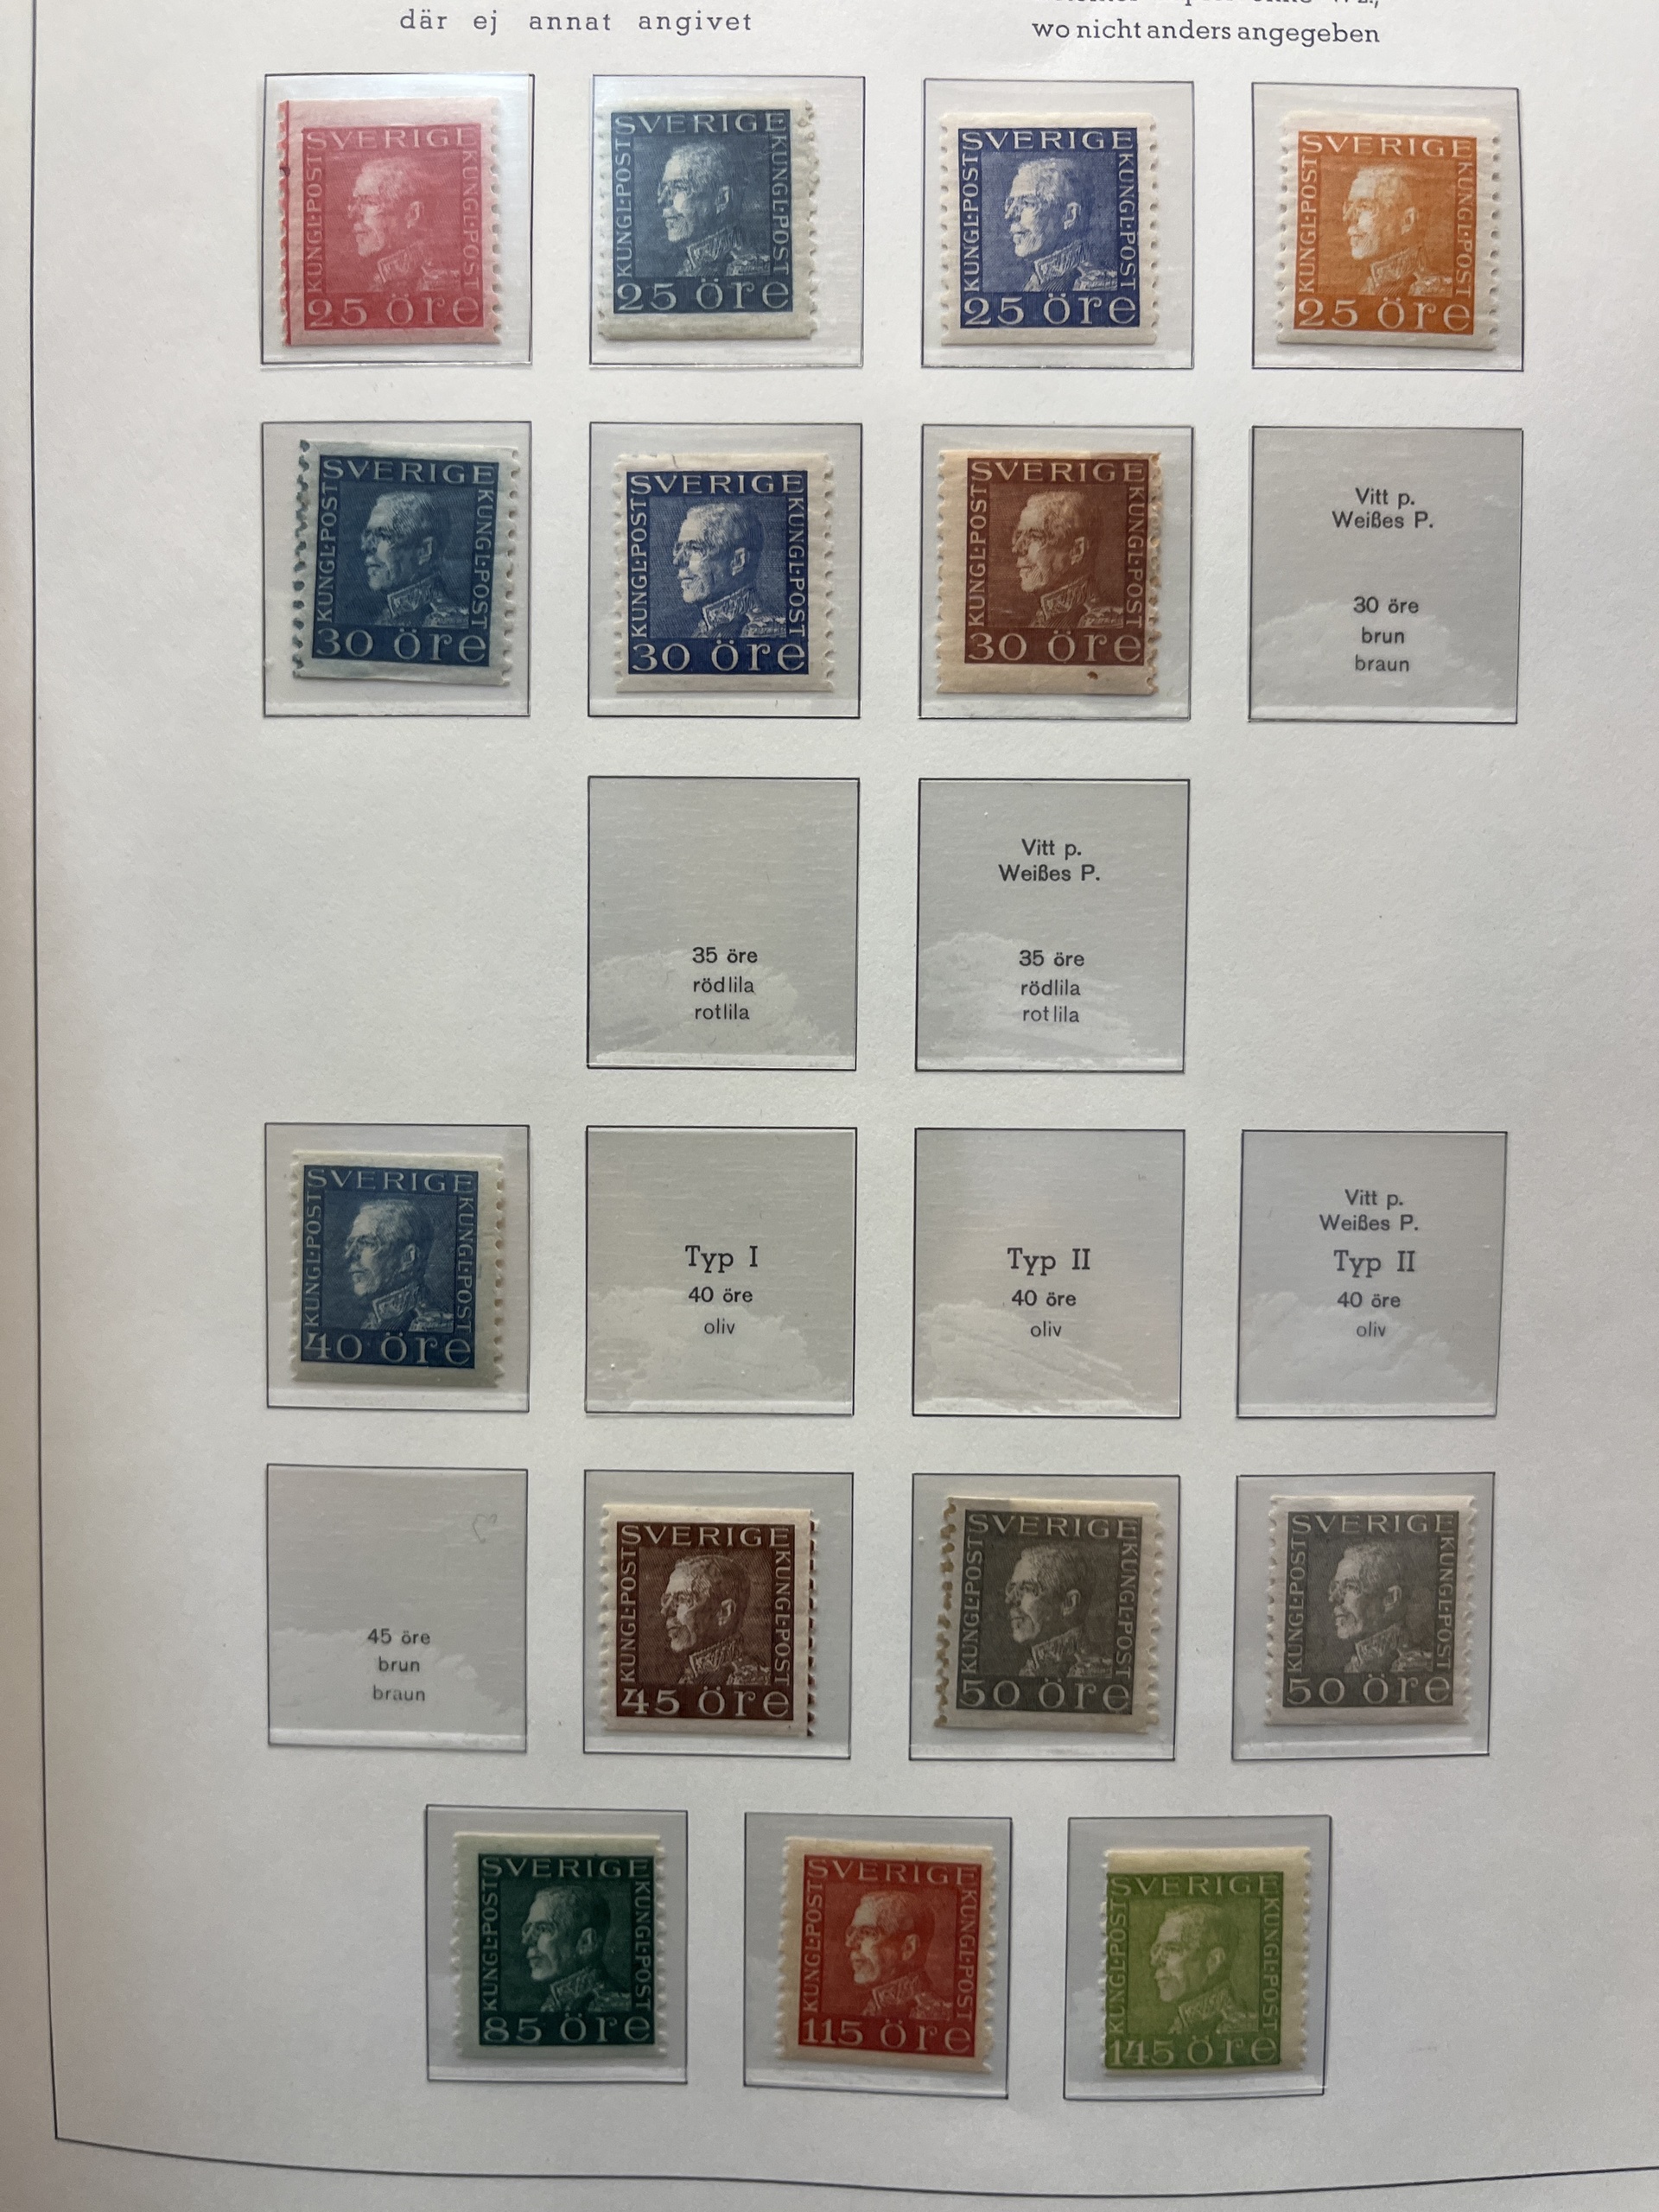 där ej annat angivet
wo nicht anders angegeben
SVERIGE
KUNGL·POST
KUNGL·POST
25 öre
SVERIGE
KUNGL·POST
KUNGL·POST
25 öre
SVERIGE
KUNGL·POST
KUNGL·POST
25 öre
SVERIGE
KUNGL·POST
KUNGL·POST
25 öre
SVERIGE
KUNGL·POST
KUNGL·POST
30 öre
SVERIGE
KUNGL·POST
KUNGL·POST
30 öre
SVERIGE
KUNGL·POST
KUNGL·POST
30 öre
Vitt p.
Weißes P.
30 öre
brun
braun
35 öre
rödlila
rotlila
Vitt p.
Weißes P.
35 öre
rödlila
rotlila
SVERIGE
KUNGL·POST
KUNGL·POST
40 öre
Typ I
40 öre
oliv
Typ II
40 öre
oliv
Vitt p.
Weißes P.
Typ II
40 öre
oliv
45 öre
brun
braun
SVERIGE
KUNGL·POST
KUNGL·POST
45 öre
SVERIGE
KUNGL·POST
KUNGL·POST
50 öre
SVERIGE
KUNGL·POST
KUNGL·POST
50 öre
SVERIGE
KUNGL·POST
KUNGL·POST
85 öre
SVERIGE
KUNGL·POST
KUNGL·POST
115 öre
SVERIGE
KUNGL·POST
KUNGL·POST
145 öre